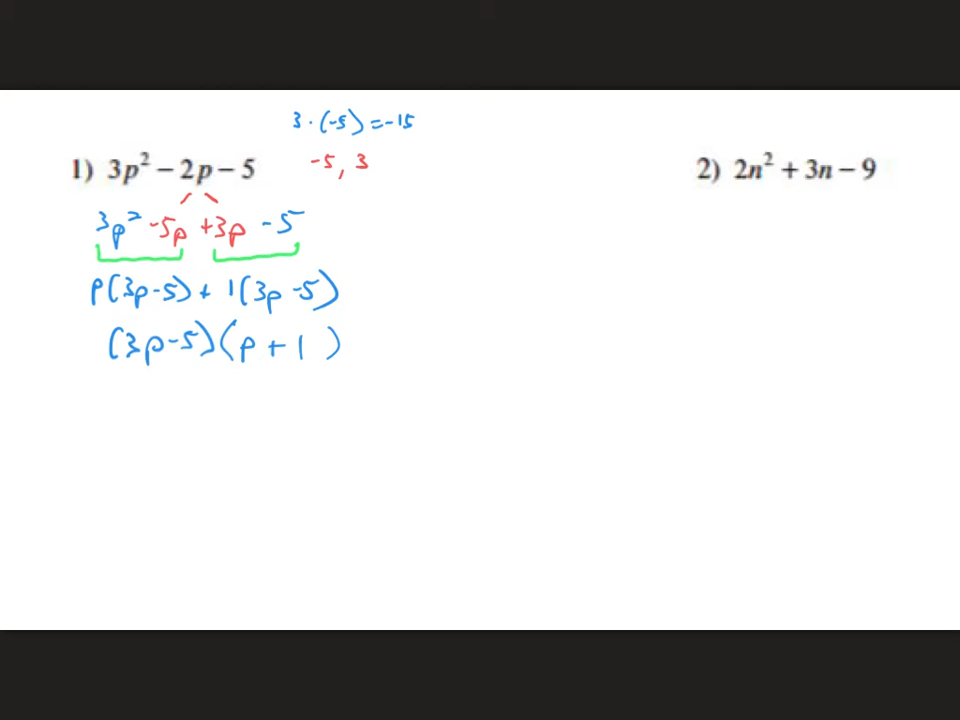 3 · (-5) = -15
1) 3p² − 2p − 5
-5, 3
2) 2n² + 3n − 9
3p² -5p +3p -5
p(3p-5) + 1(3p-5)
(3p-5)(p+1)